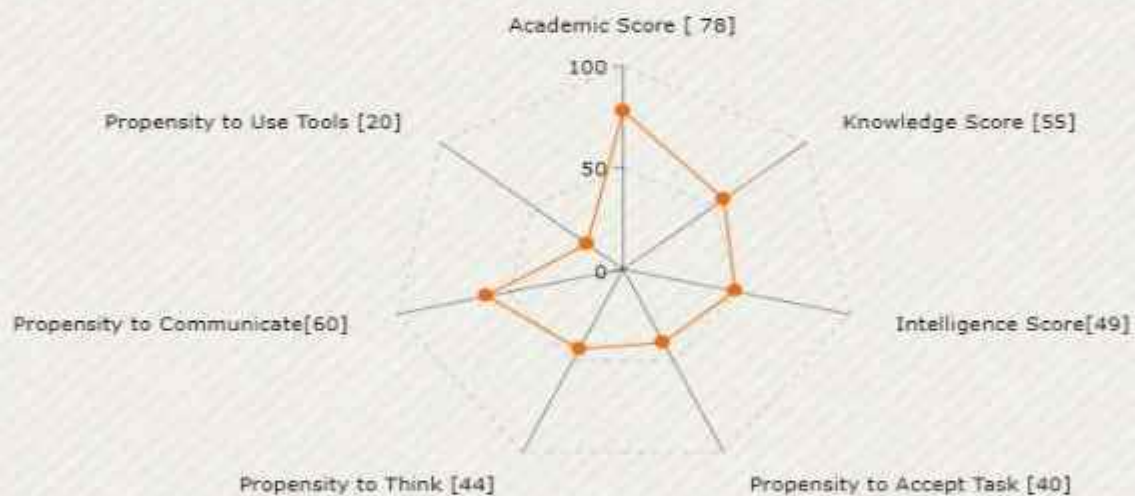 Academic Score [ 78]
100
Propensity to Use Tools [20]
Knowledge Score [55]
50
0
Propensity to Communicate[60]
Intelligence Score[49]
Propensity to Think [44]
Propensity to Accept Task [40]